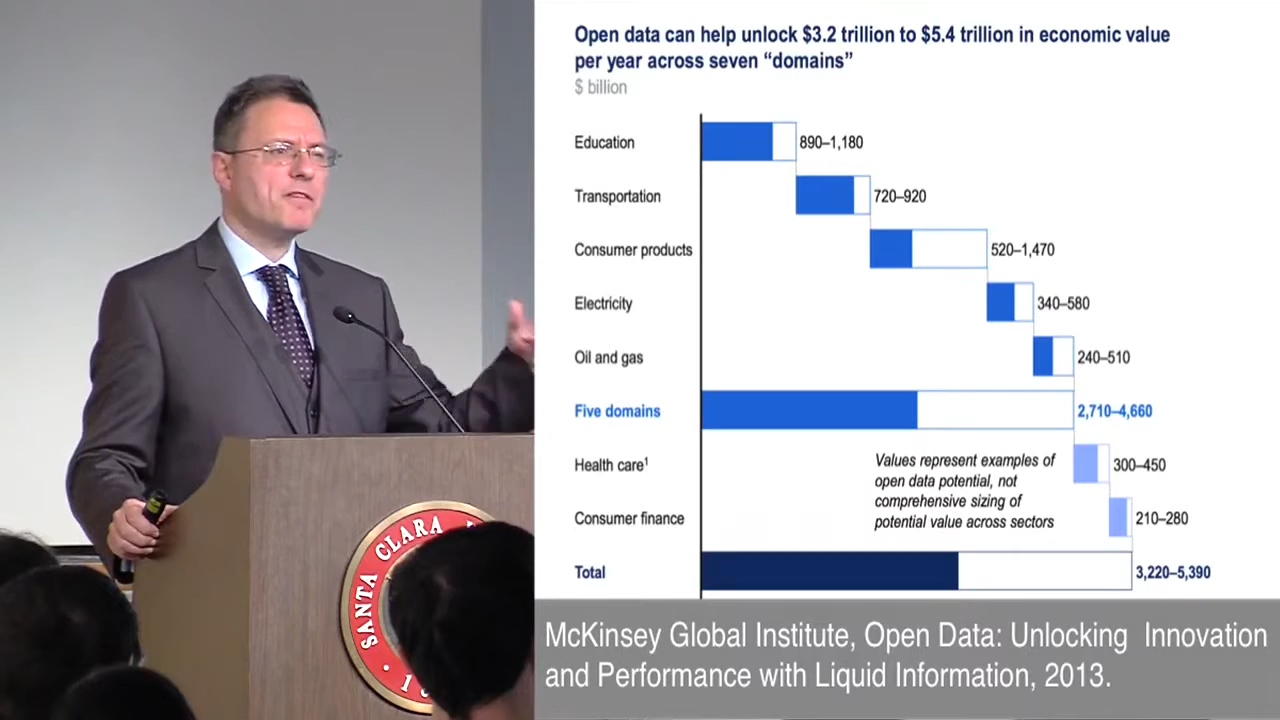 Open data can help unlock $3.2 trillion to $5.4 trillion in economic value
per year across seven “domains”
$ billion
Education 890–1,180
Transportation 720–920
Consumer products 520–1,470
Electricity 340–580
Oil and gas 240–510
Five domains 2,710–4,660
Health care¹ 300–450
Consumer finance 210–280
Values represent examples of
open data potential, not
comprehensive sizing of
potential value across sectors
Total 3,220–5,390
McKinsey Global Institute, Open Data: Unlocking Innovation
and Performance with Liquid Information, 2013.
SANTA CLARA